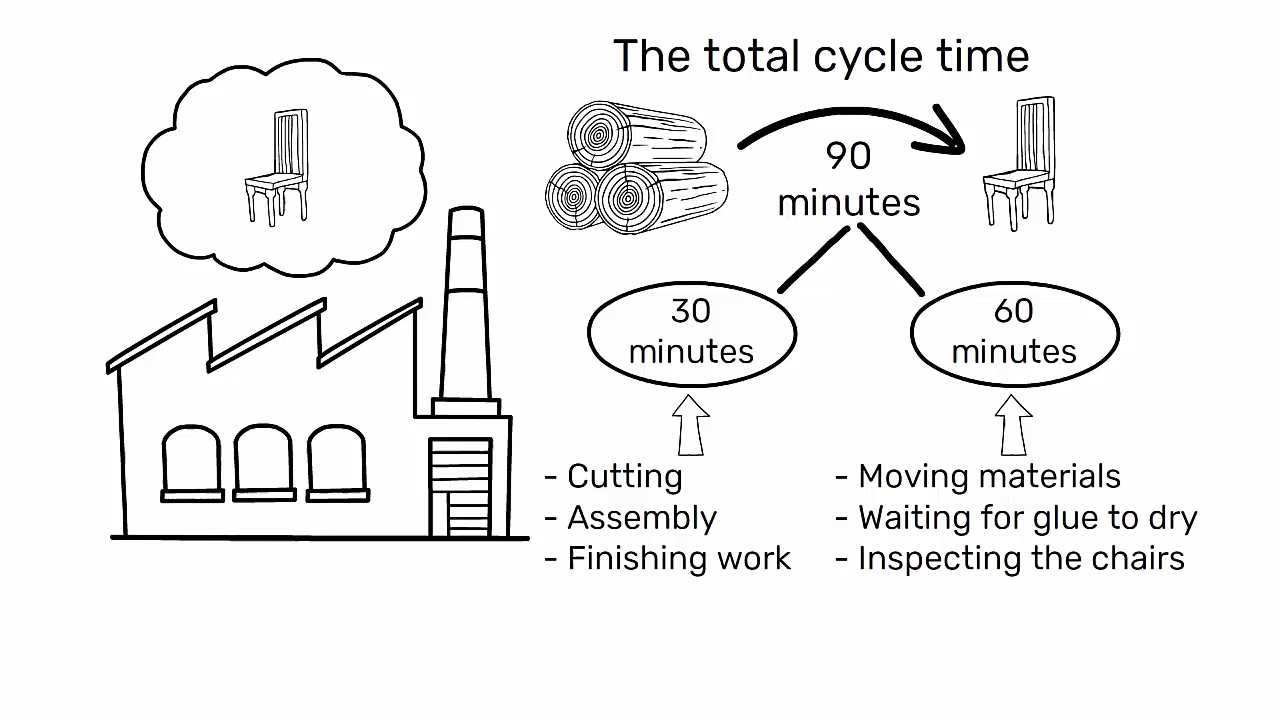 The total cycle time
90
minutes
30
minutes
60
minutes
- Cutting
- Assembly
- Finishing work
- Moving materials
- Waiting for glue to dry
- Inspecting the chairs